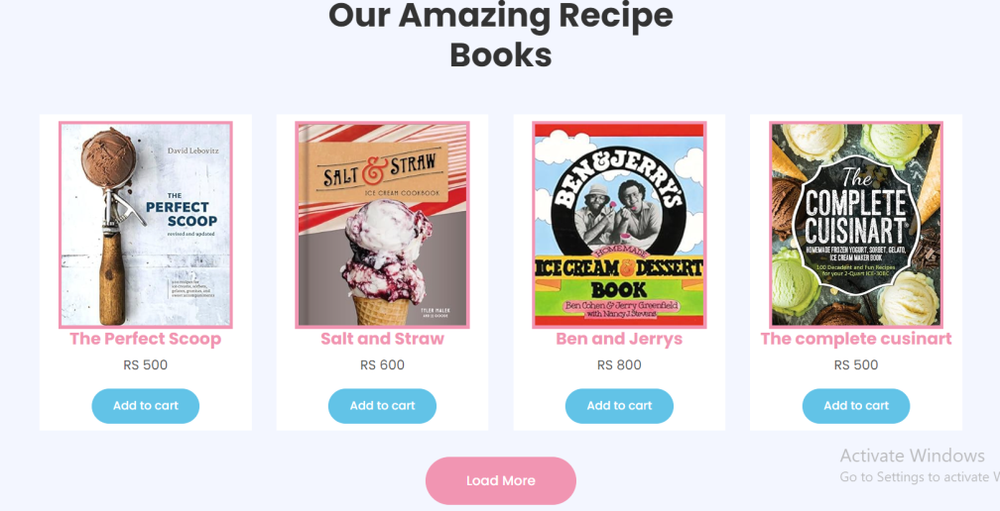 Our Amazing Recipe
Books
David Lebovitz
THE
PERFECT
SCOOP
revised and updated
SALT & STRAW
ICE CREAM COOKBOOK
TYLER MALEK
BEN & JERRY'S
HOMEMADE
ICE CREAM & DESSERT
BOOK
Ben Cohen & Jerry Greenfield
with Nancy J. Stevens
The
COMPLETE
CUISINART
HOMEMADE FROZEN YOGURT, SORBET, GELATO,
ICE CREAM MAKER BOOK
100 Decadent and Fun Recipes
for your 2-Quart ICE-30BC
The Perfect Scoop
Salt and Straw
Ben and Jerrys
The complete cusinart
RS 500
RS 600
RS 800
RS 500
Add to cart
Add to cart
Add to cart
Add to cart
Load More
Activate Windows
Go to Settings to activate W